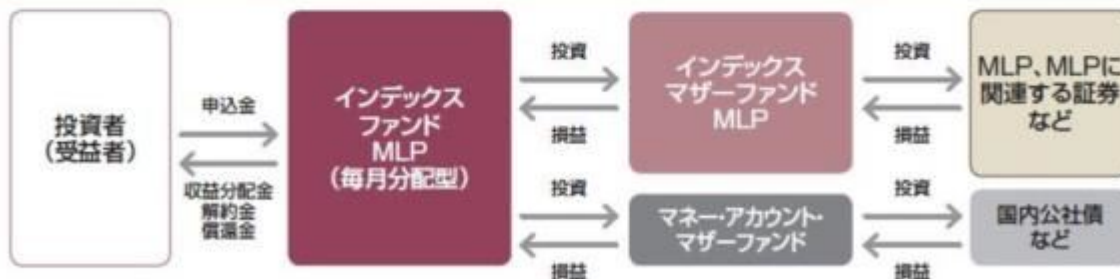 投資者
（受益者）
申込金
収益分配金
解約金
償還金
インデックス
ファンド
MLP
（毎月分配型）
投資
損益
投資
損益
インデックス
マザーファンド
MLP
マネー・アカウント・
マザーファンド
投資
損益
投資
損益
MLP、MLPに
関連する証券
など
国内公社債
など